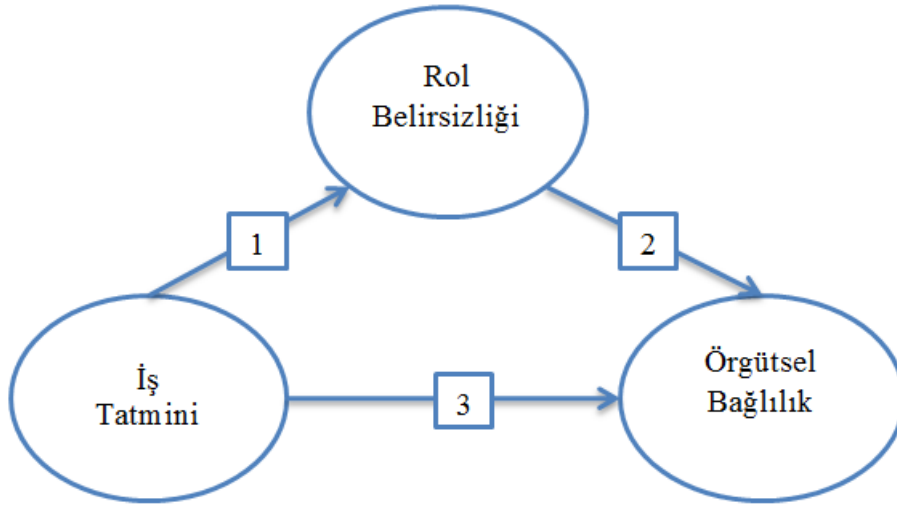 Rol
Belirsizliği
1
2
İş
Tatmini
3
Örgütsel
Bağlılık